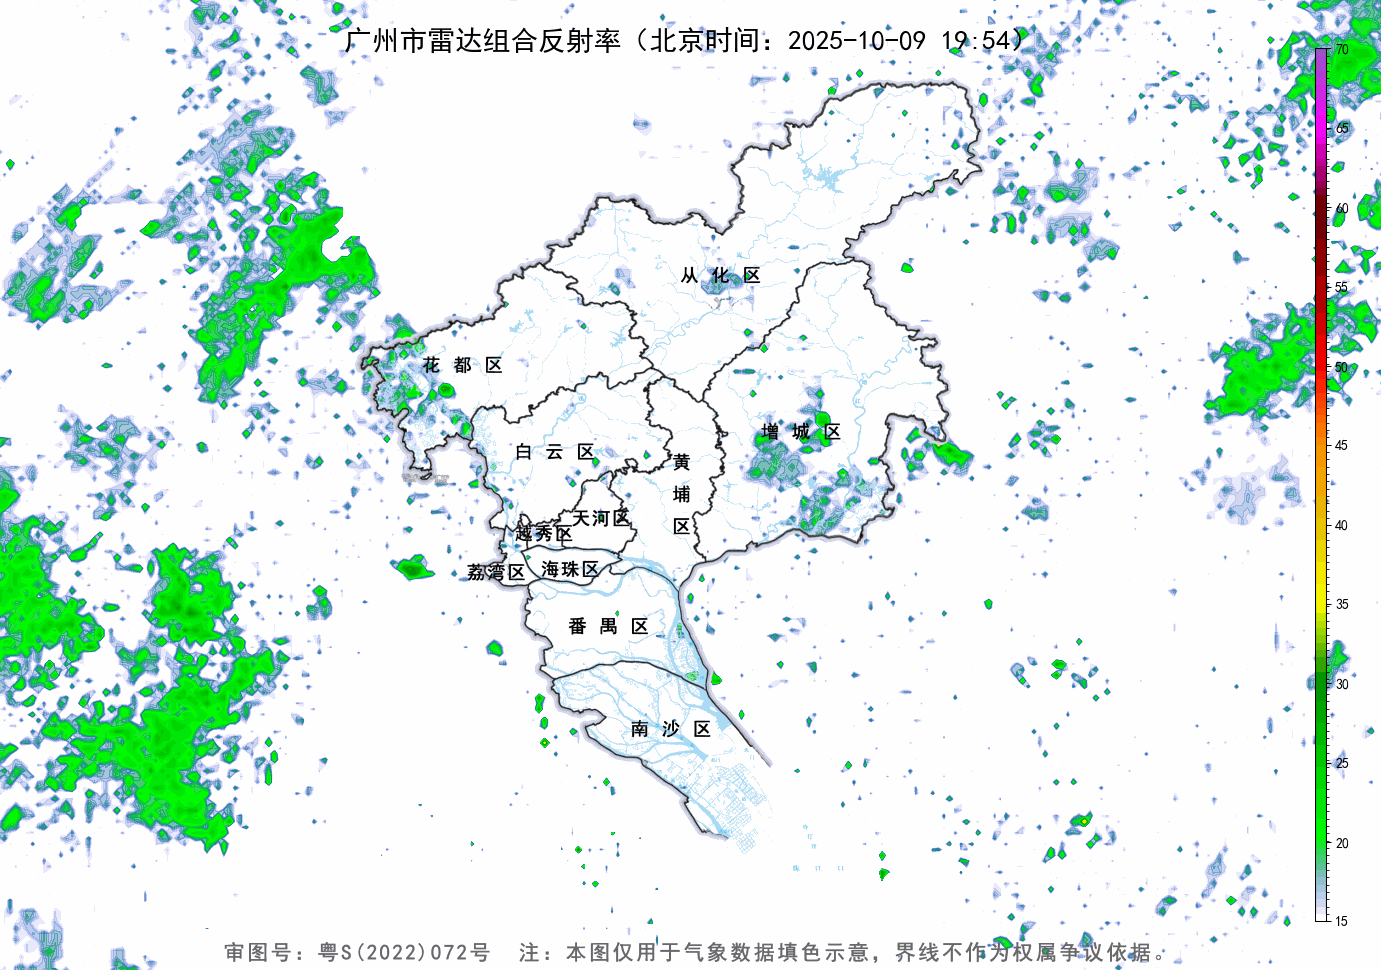 广州市雷达组合反射率（北京时间：2025-10-09 19:54）
70
65
60
55
50
45
40
35
30
25
20
15
从化区
花都区
增城区
白云区
黄埔区
天河区
越秀区
荔湾区
海珠区
番禺区
南沙区
审图号：粤S(2022)072号 注：本图仅用于气象数据填色示意，界线不作为权属争议依据。